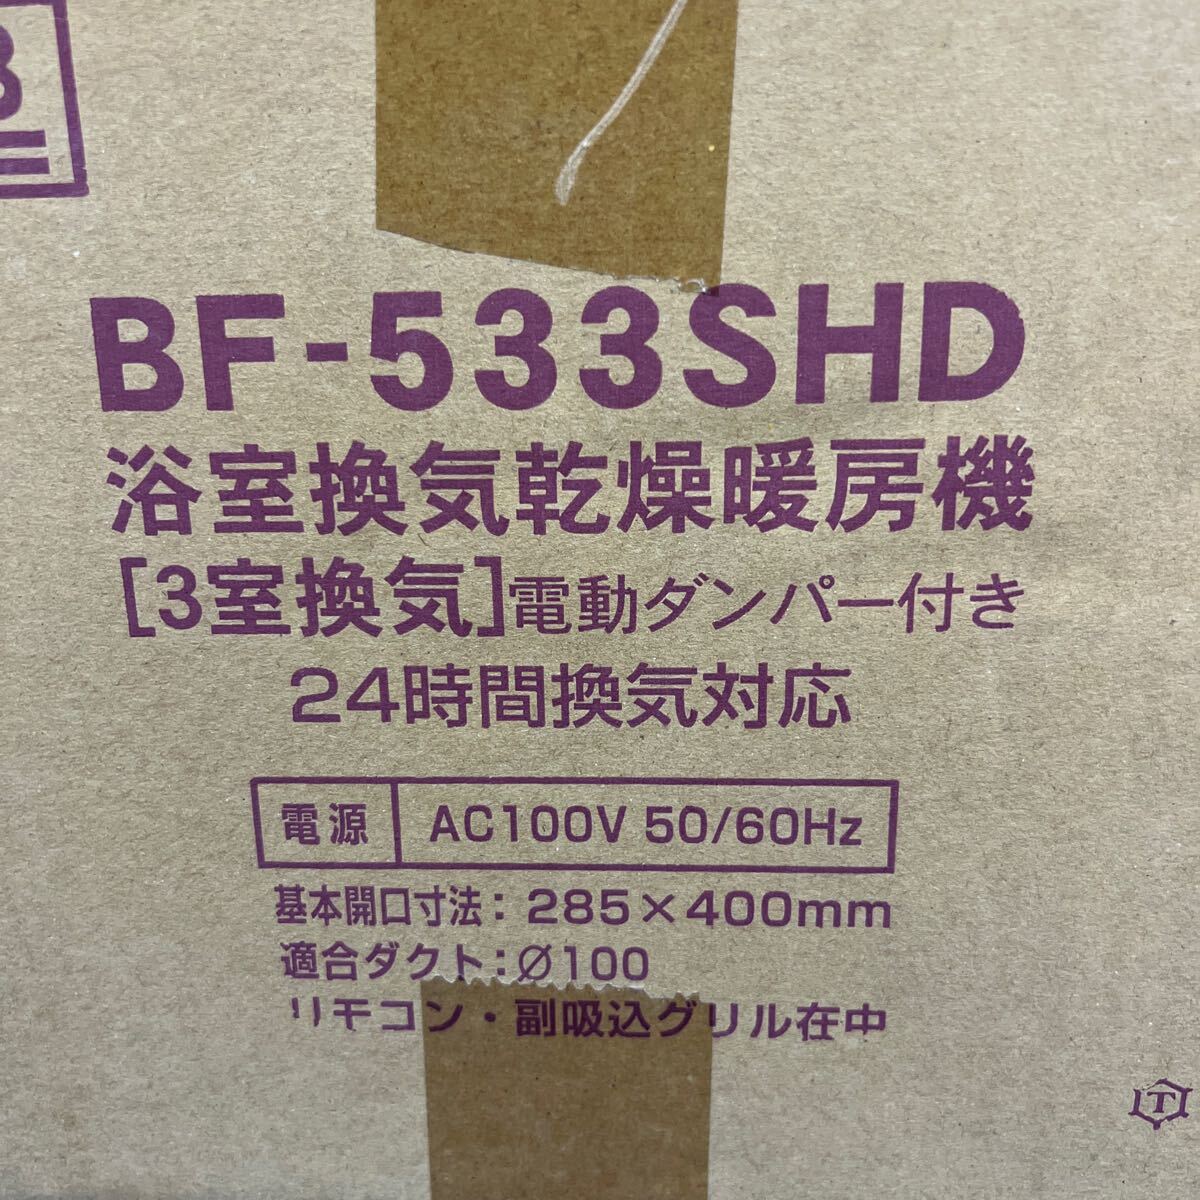 BF-533SHD
浴室換気乾燥暖房機
[3室換気]電動ダンパー付き
24時間換気対応
電源 AC100V 50/60Hz
基本開口寸法：285×400mm
適合ダクト：Ø100
リモコン・副吸込グリル在中
T